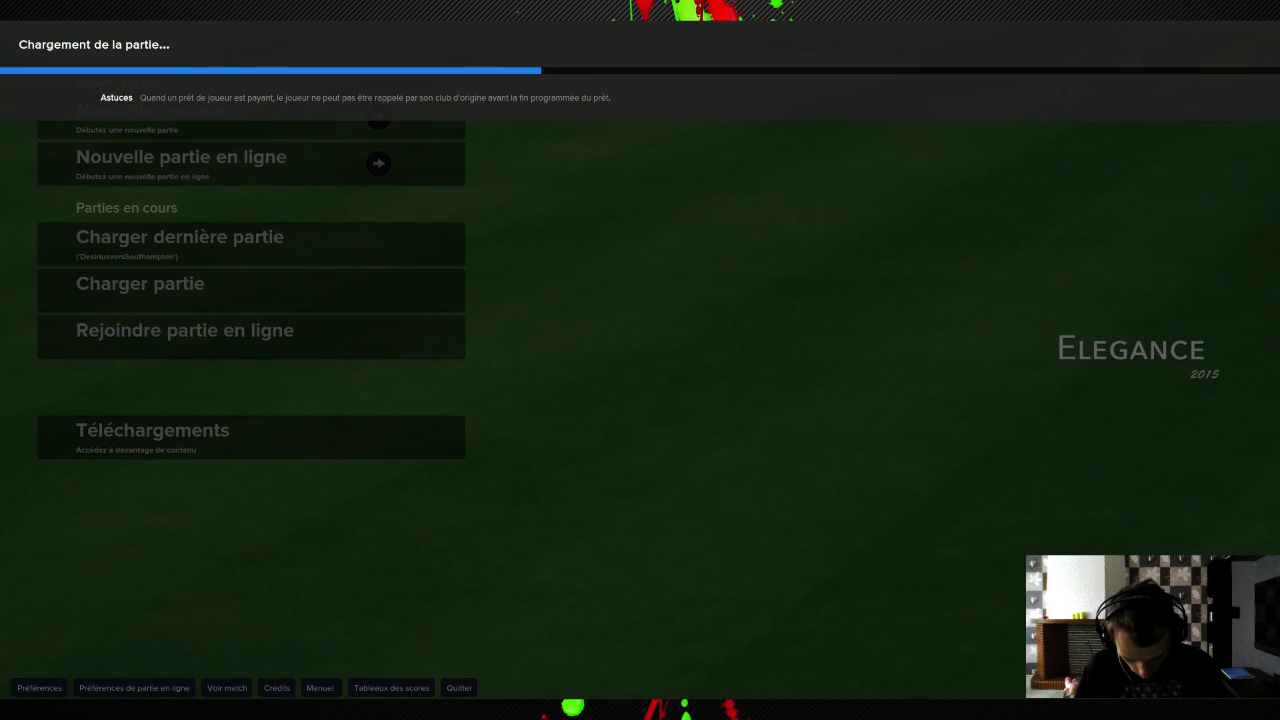 Chargement de la partie...
Astuces Quand un prêt de joueur est payant, le joueur ne peut pas être rappelé par son club d'origine avant la fin programmée du prêt.
Débutez une nouvelle partie
Nouvelle partie en ligne
Débutez une nouvelle partie en ligne
Parties en cours
Charger dernière partie
('DesiriusversSouthampton')
Charger partie
Rejoindre partie en ligne
ELEGANCE
2015
Téléchargements
Accédez à davantage de contenu
Préférences
Préférences de partie en ligne
Voir match
Crédits
Manuel
Tableaux des scores
Quitter